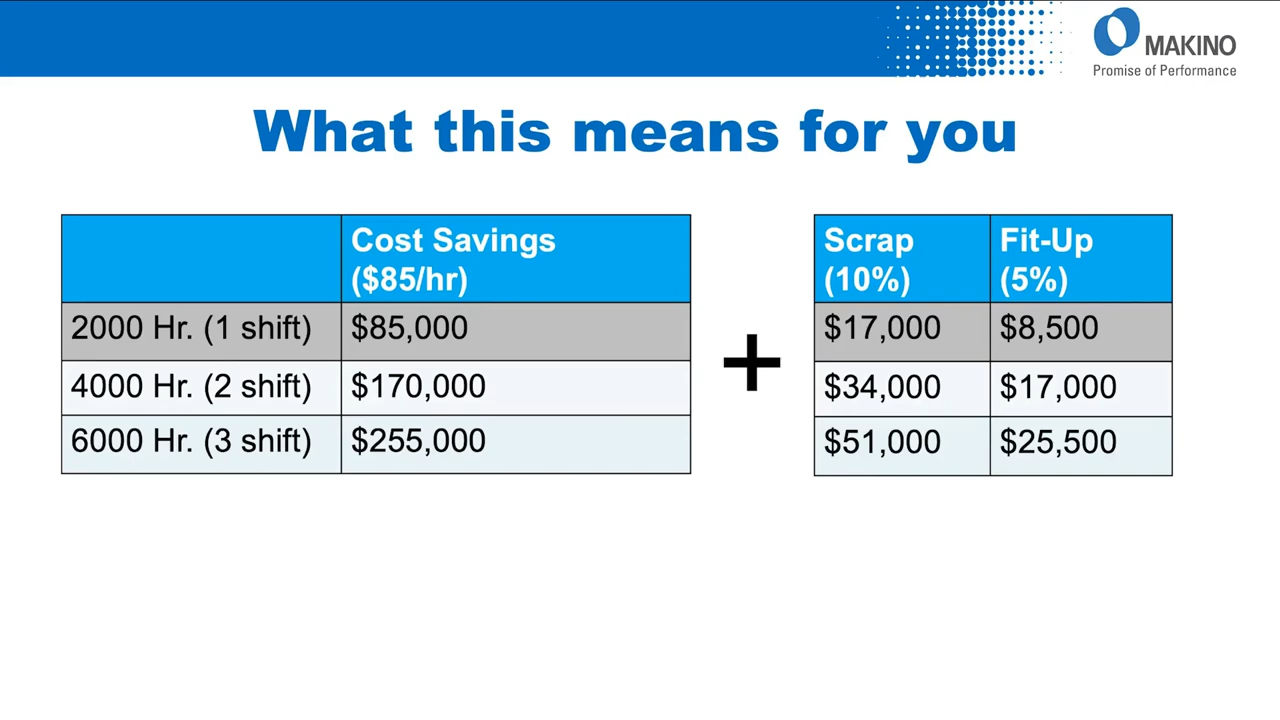 MAKINO
Promise of Performance
What this means for you
Cost Savings
($85/hr)
2000 Hr. (1 shift) $85,000
4000 Hr. (2 shift) $170,000
6000 Hr. (3 shift) $255,000
+
Scrap Fit-Up
(10%) (5%)
$17,000 $8,500
$34,000 $17,000
$51,000 $25,500